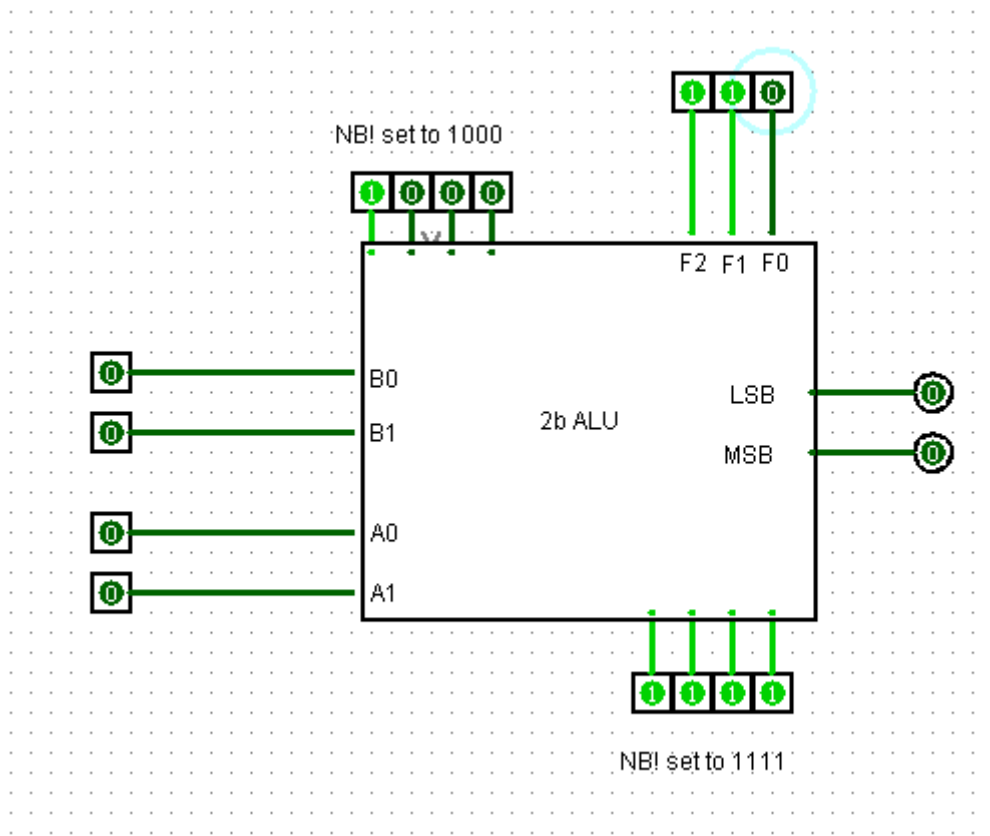 1 1 0
NB! set to 1000
1 0 0 0
F2 F1 F0
0 B0
LSB 0
0 B1
2b ALU
MSB 0
0 A0
0 A1
1 1 1 1
NB! set to 1111